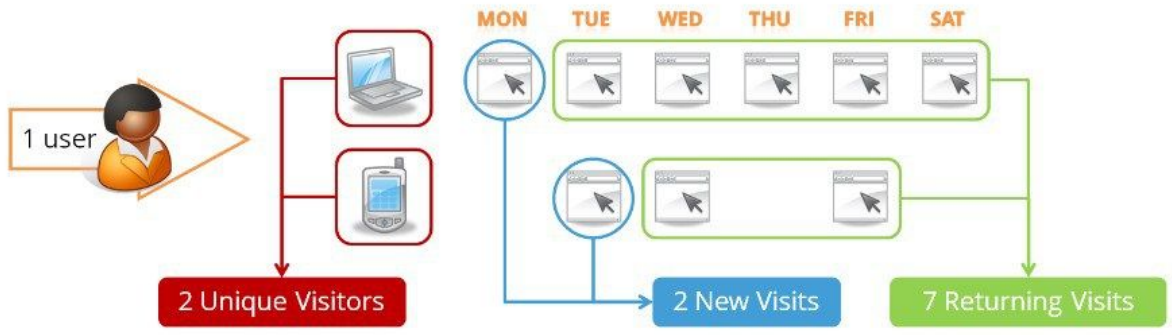 MON TUE WED THU FRI SAT
1 user
2 Unique Visitors
2 New Visits
7 Returning Visits